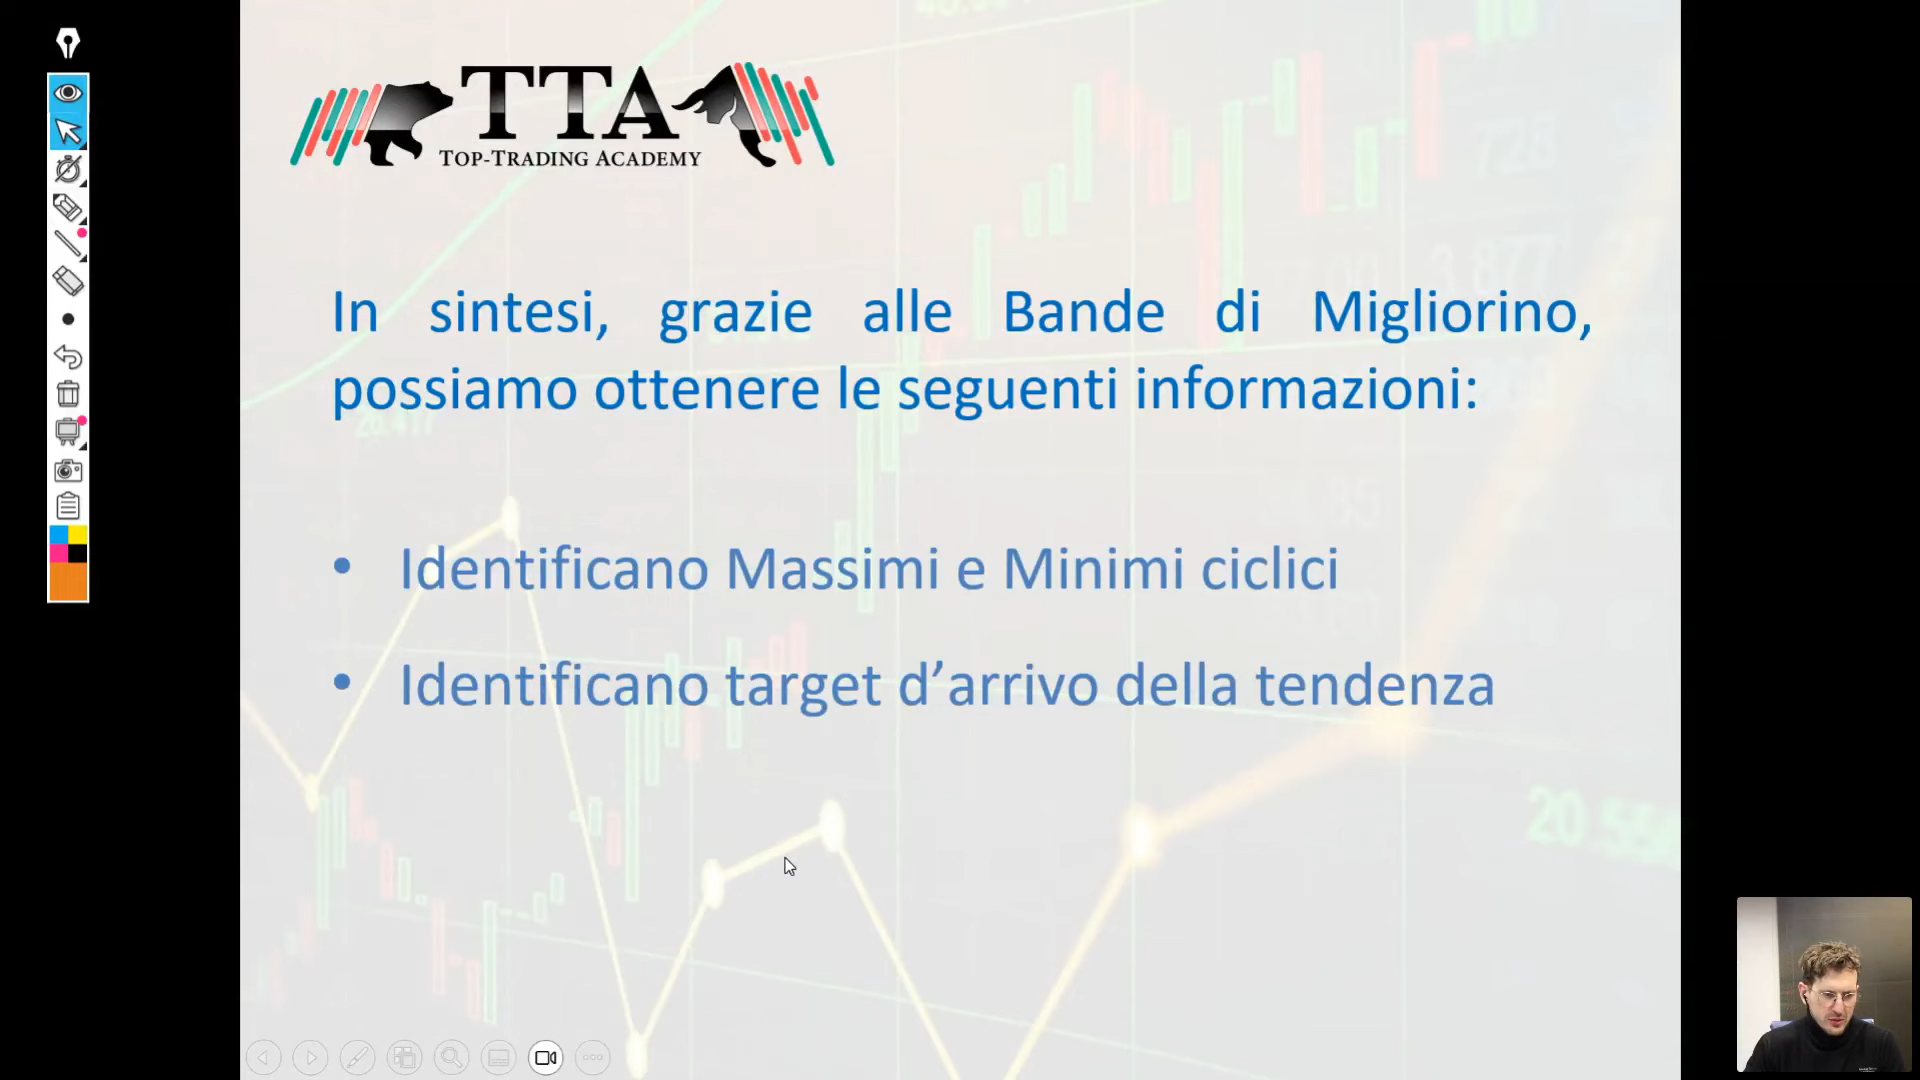 TTA
TOP-TRADING ACADEMY
In sintesi, grazie alle Bande di Migliorino,
possiamo ottenere le seguenti informazioni:
• Identificano Massimi e Minimi ciclici
• Identificano target d’arrivo della tendenza